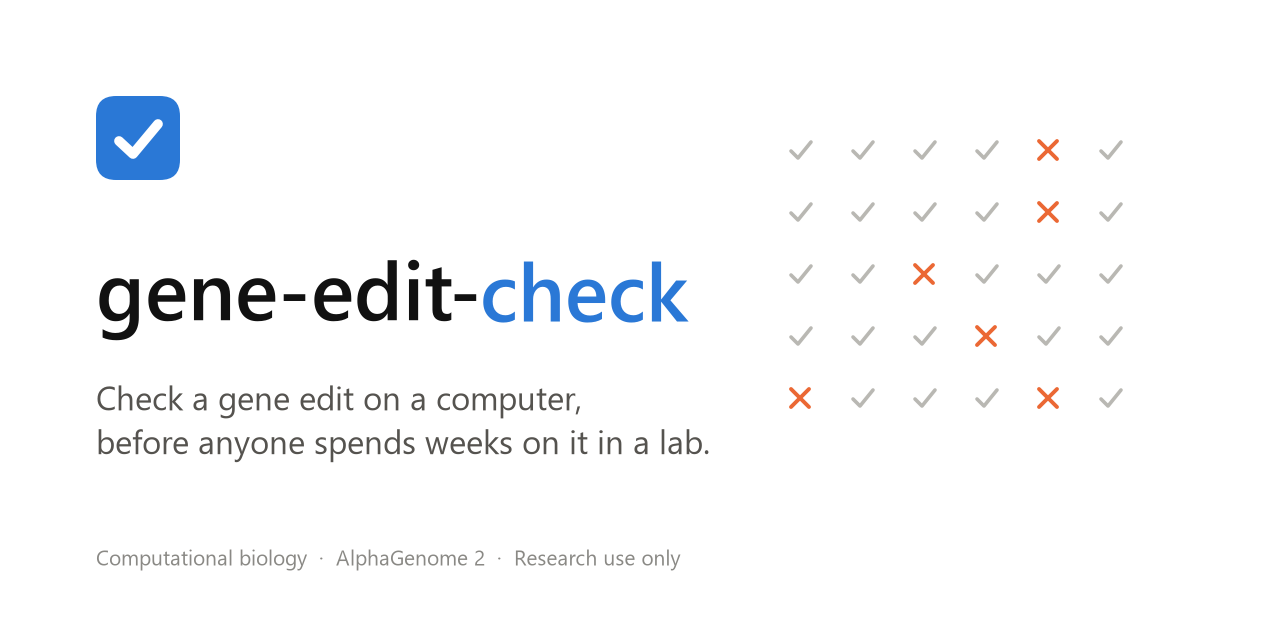 gene-edit-check
Check a gene edit on a computer,
before anyone spends weeks on it in a lab.
Computational biology · AlphaGenome 2 · Research use only